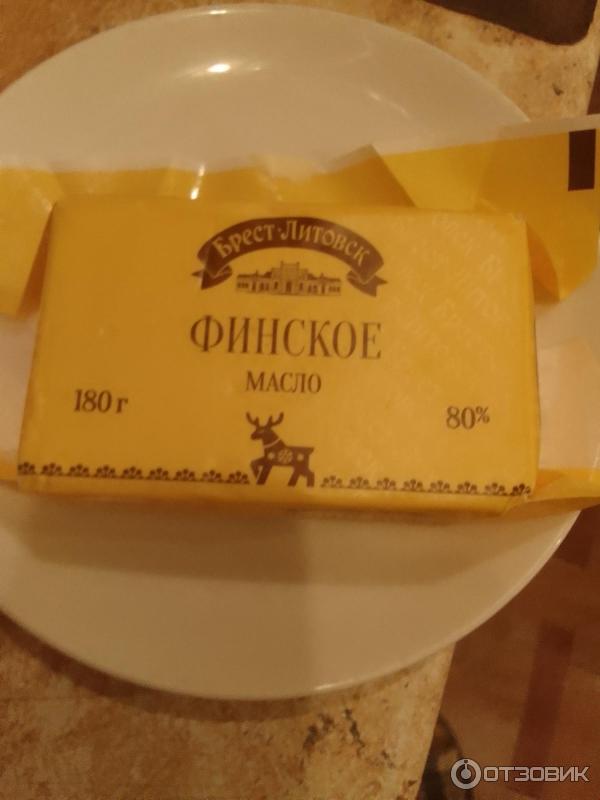 Брест-Литовск
ФИНСКОЕ
МАСЛО
180 г
80%
ОТЗОВИК